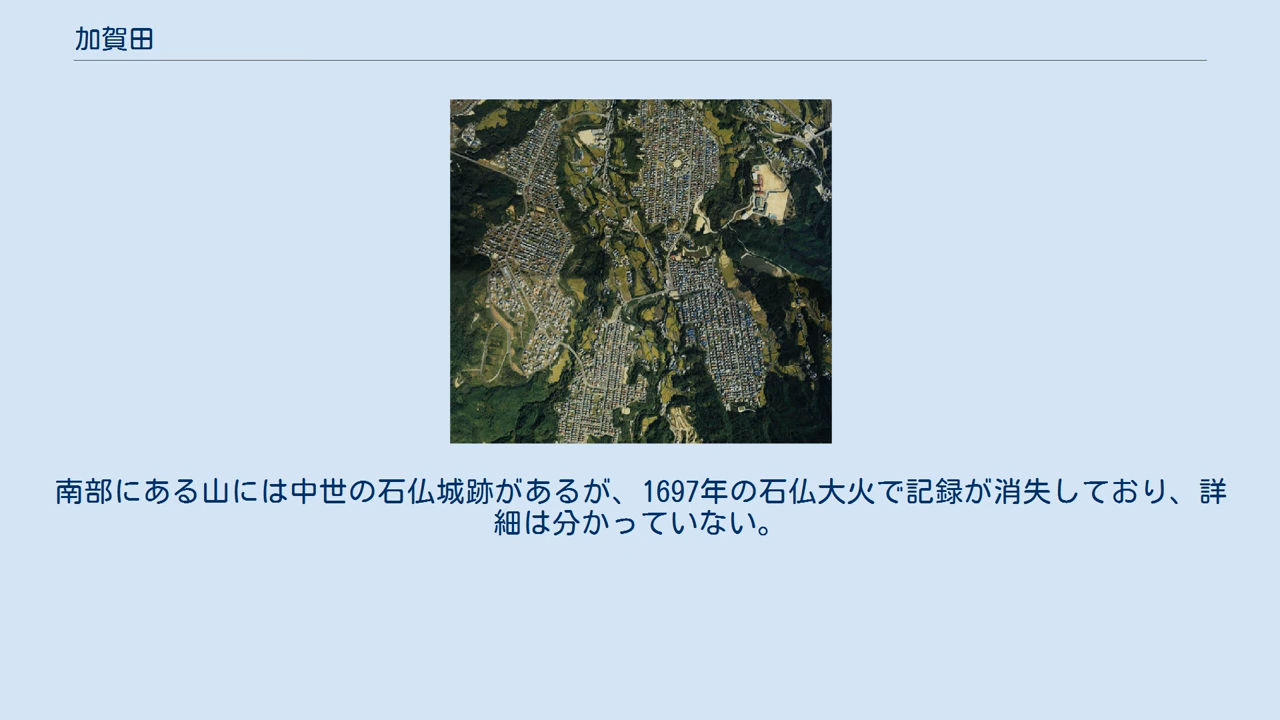 加賀田
南部にある山には中世の石仏城跡があるが、1697年の石仏大火で記録が消失しており、詳
細は分かっていない。